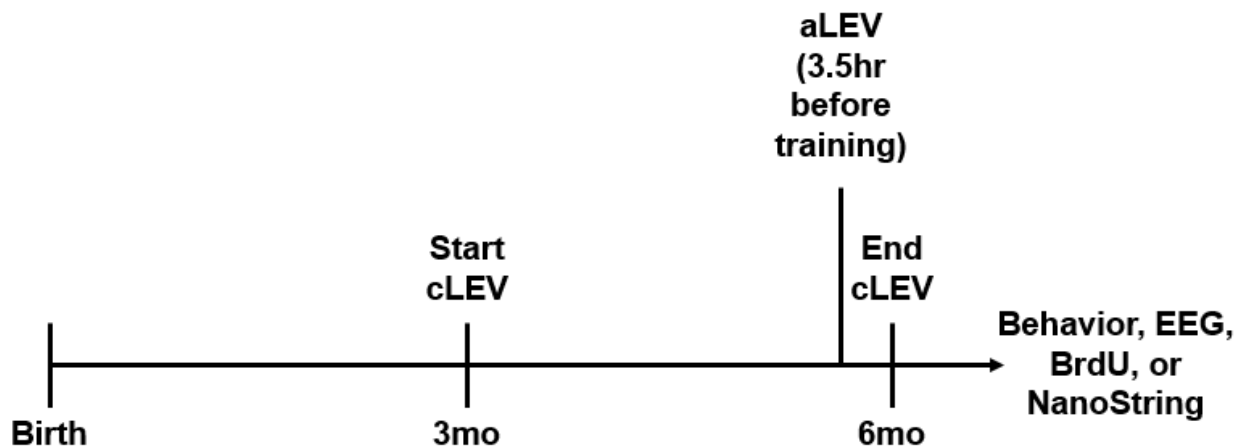 aLEV
(3.5hr
before
training)
Start
cLEV
End
cLEV
Behavior, EEG,
BrdU, or
NanoString
Birth
3mo
6mo